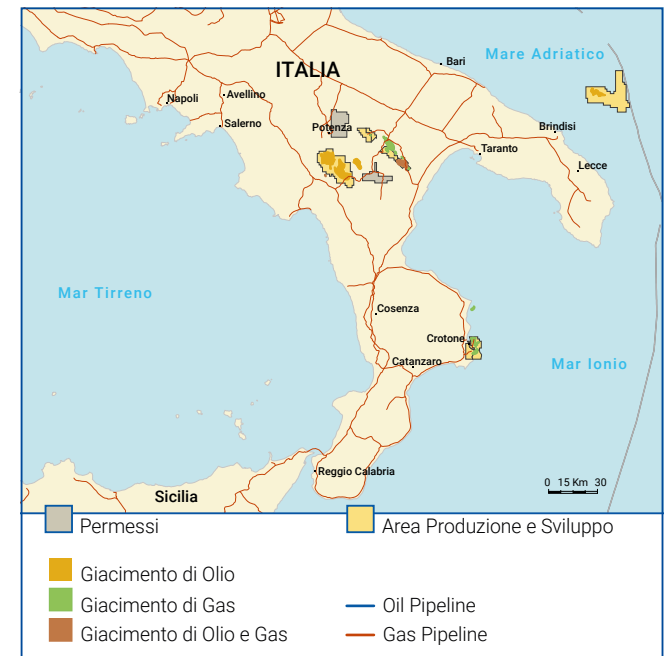 Mare Adriatico
Bari
ITALIA
Napoli
Avellino
Salerno
Potenza
Brindisi
Taranto
Lecce
Mar Tirreno
Cosenza
Crotone
Catanzaro
Mar Ionio
Reggio Calabria
Sicilia
0 15 Km 30
Permessi
Area Produzione e Sviluppo
Giacimento di Olio
Giacimento di Gas
Oil Pipeline
Giacimento di Olio e Gas
Gas Pipeline